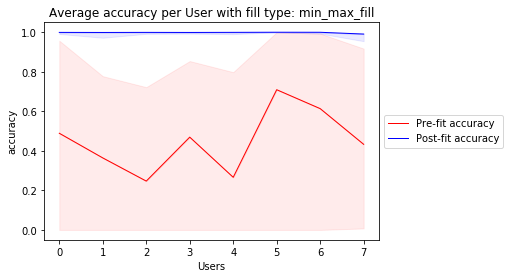 Average accuracy per User with fill type: min_max_fill
1.0
0.8
0.6
0.4
0.2
0.0
accuracy
0 1 2 3 4 5 6 7
Users
Pre-fit accuracy
Post-fit accuracy